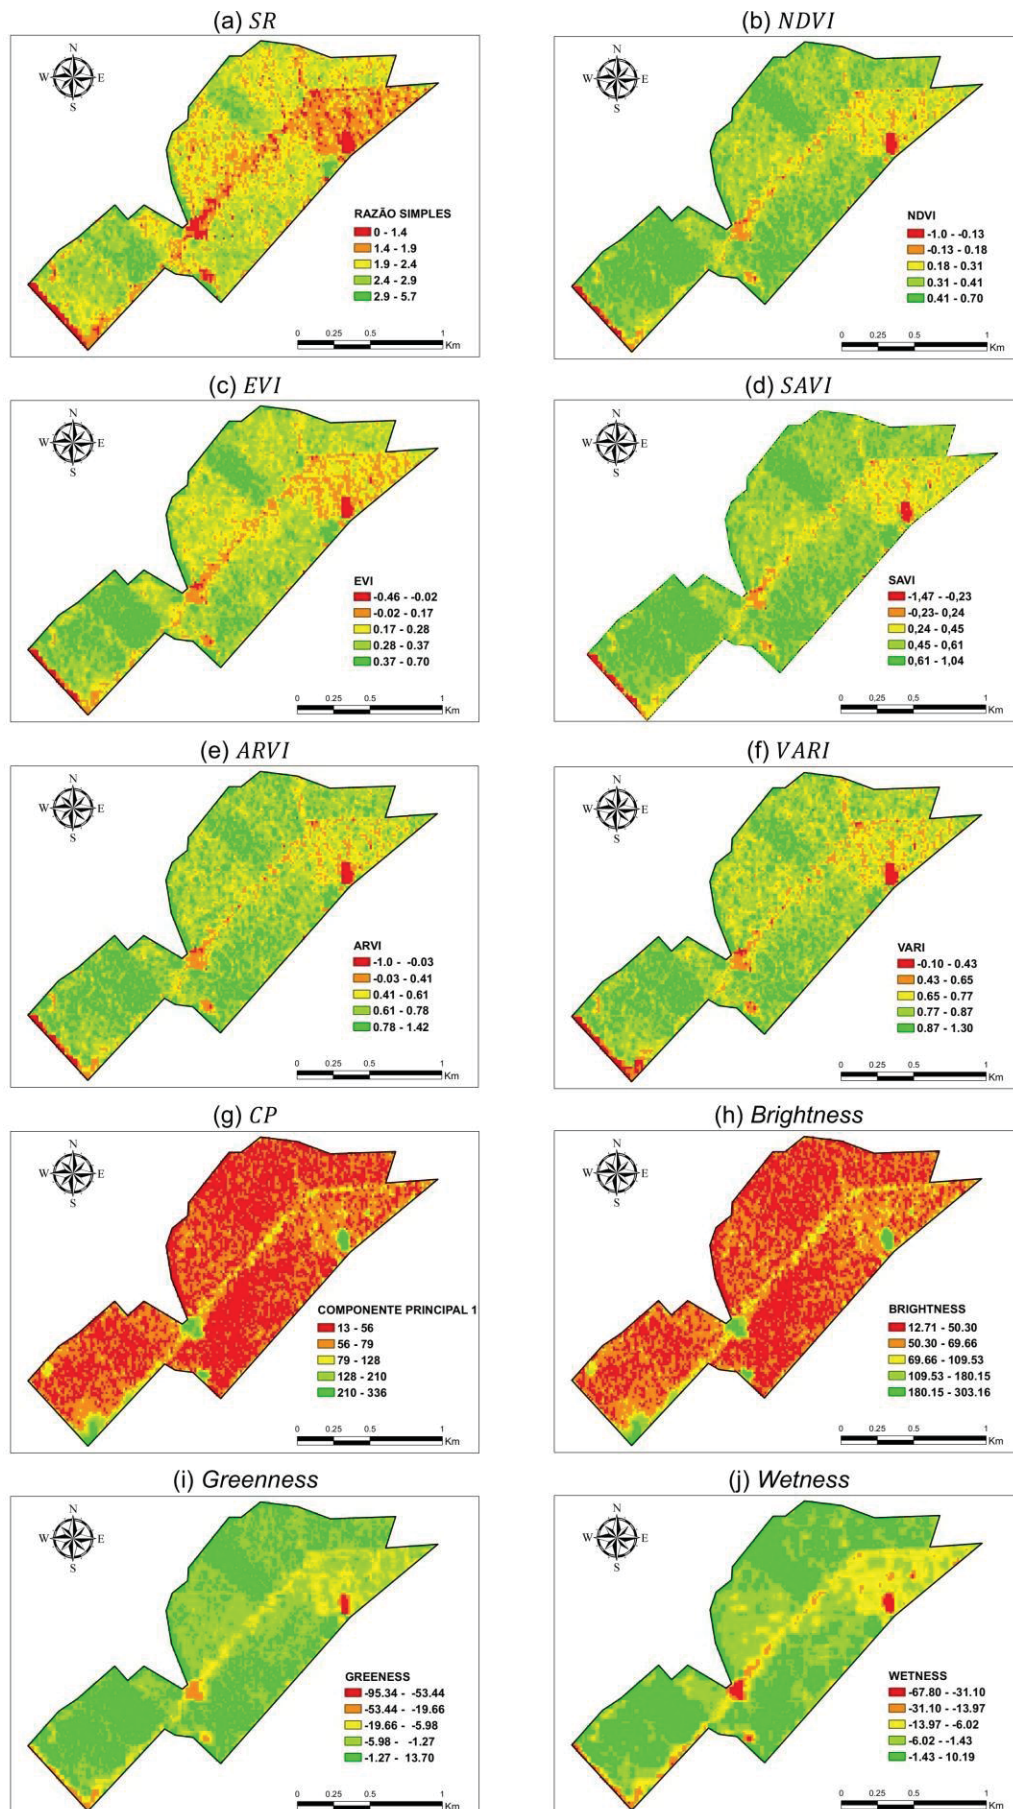 (a) SR
N
W E
S
RAZÃO SIMPLES
0 - 1.4
1.4 - 1.9
1.9 - 2.4
2.4 - 2.9
2.9 - 5.7
0 0.25 0.5 1
Km
(b) NDVI
N
W E
S
NDVI
-1.0 - -0.13
-0.13 - 0.18
0.18 - 0.31
0.31 - 0.41
0.41 - 0.70
0 0.25 0.5 1
Km
(c) EVI
N
W E
S
EVI
-0.46 - -0.02
-0.02 - 0.17
0.17 - 0.28
0.28 - 0.37
0.37 - 0.70
0 0.25 0.5 1
Km
(d) SAVI
N
W E
S
SAVI
-1,47 - -0,23
-0,23- 0,24
0,24 - 0,45
0,45 - 0,61
0,61 - 1,04
0 0.25 0.5 1
Km
(e) ARVI
N
W E
S
ARVI
-1.0 - -0.03
-0.03 - 0.41
0.41 - 0.61
0.61 - 0.78
0.78 - 1.42
0 0.25 0.5 1
Km
(f) VARI
N
W E
S
VARI
-0.10 - 0.43
0.43 - 0.65
0.65 - 0.77
0.77 - 0.87
0.87 - 1.30
0 0.25 0.5 1
Km
(g) CP
N
W E
S
COMPONENTE PRINCIPAL 1
13 - 56
56 - 79
79 - 128
128 - 210
210 - 336
0 0.25 0.5 1
Km
(h) Brightness
N
W E
S
BRIGHTNESS
12.71 - 50.30
50.30 - 69.66
69.66 - 109.53
109.53 - 180.15
180.15 - 303.16
0 0.25 0.5 1
Km
(i) Greenness
N
W E
S
GREENESS
-95.34 - -53.44
-53.44 - -19.66
-19.66 - -5.98
-5.98 - -1.27
-1.27 - 13.70
0 0.25 0.5 1
Km
(j) Wetness
N
W E
S
WETNESS
-67.80 - -31.10
-31.10 - -13.97
-13.97 - -6.02
-6.02 - -1.43
-1.43 - 10.19
0 0.25 0.5 1
Km